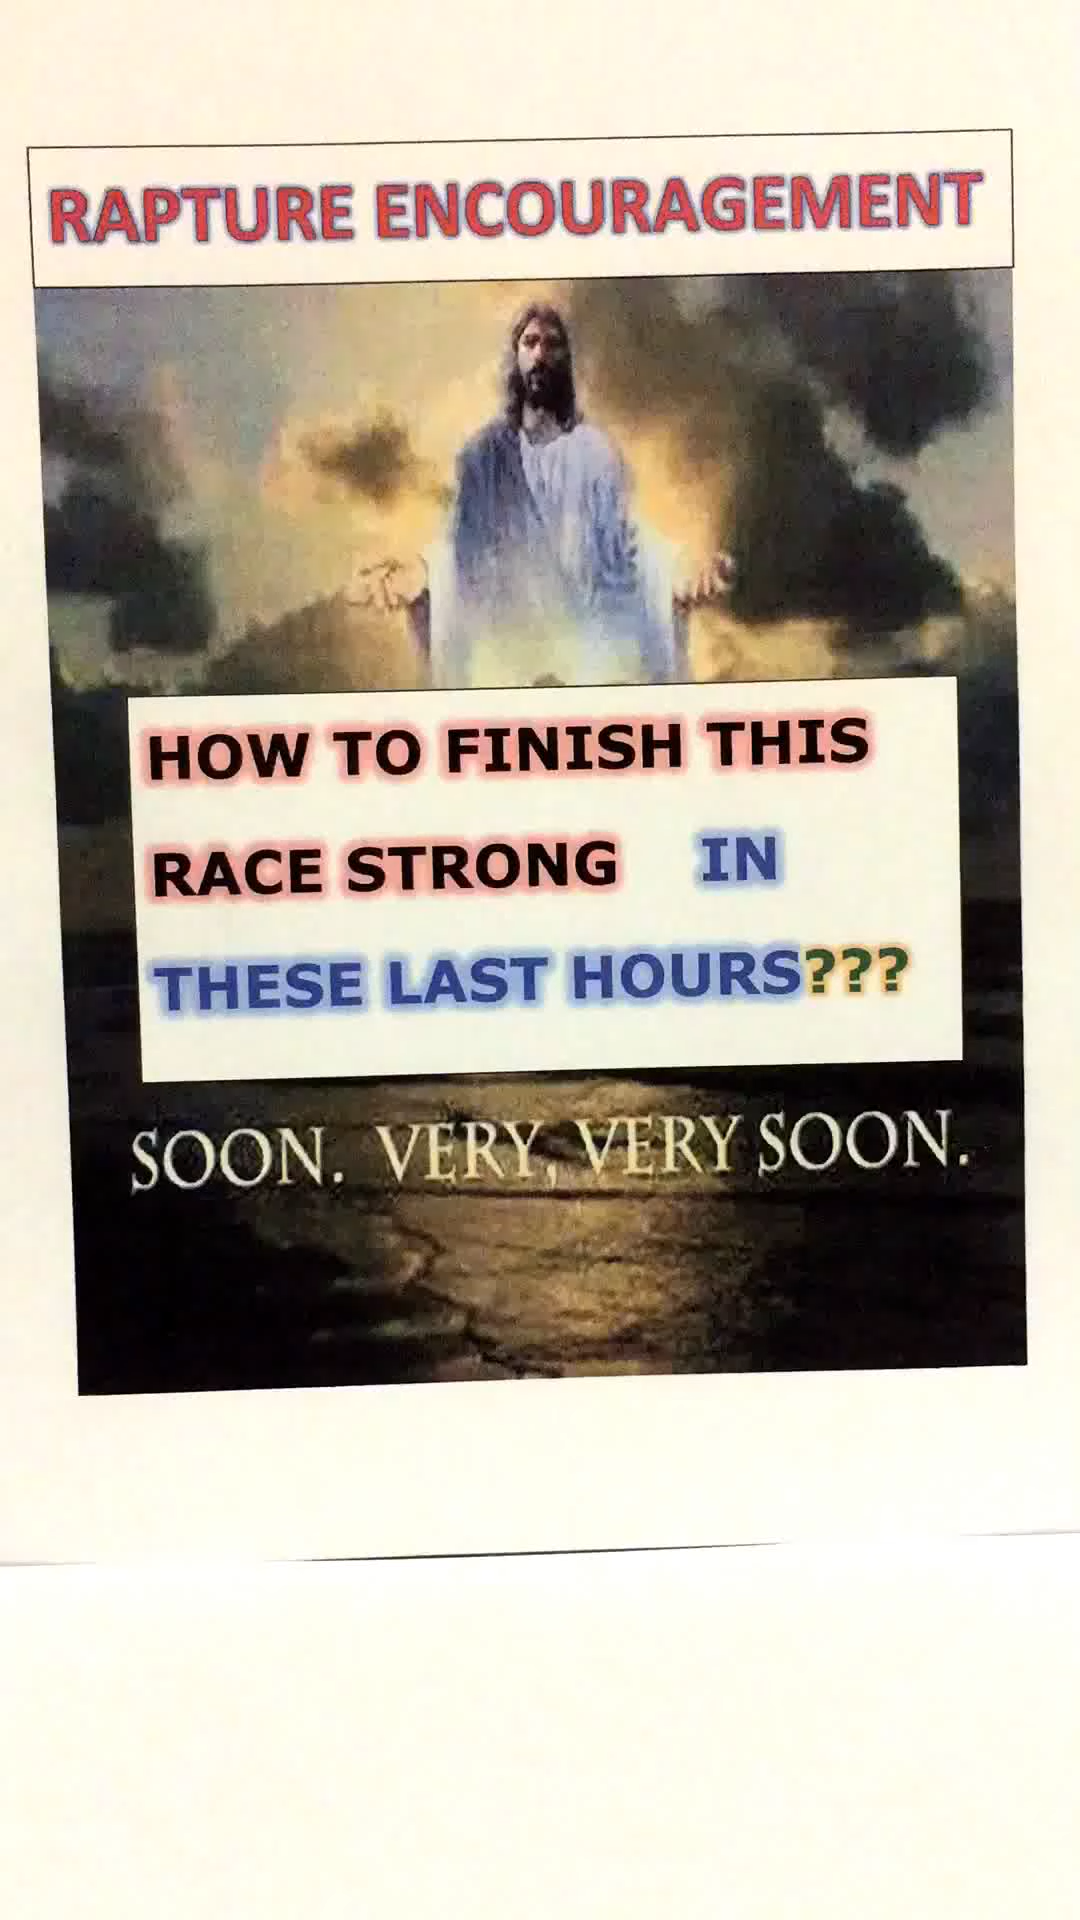 RAPTURE ENCOURAGEMENT
HOW TO FINISH THIS
RACE STRONG IN
THESE LAST HOURS???
SOON. VERY, VERY SOON.